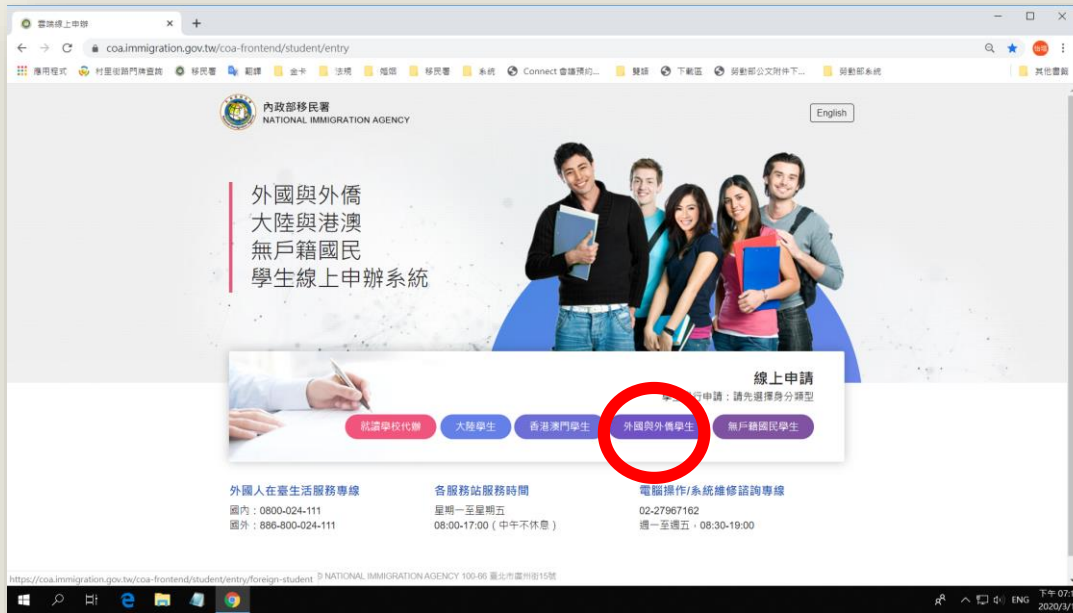 雲端線上申辦
coa.immigration.gov.tw/coa-frontend/student/entry
應用程式 村里街路門牌查詢 移民署 翻譯 金卡 法規 婚姻 移民署 系統 Connect 會議預約... 雙語 下載區 勞動部公文附件下... 勞動部系統 其他書籤
內政部移民署
NATIONAL IMMIGRATION AGENCY
English
外國與外僑
大陸與港澳
無戶籍國民
學生線上申辦系統
線上申請
行申請：請先選擇身分類型
就讀學校代辦 大陸學生 香港澳門學生 外國與外僑學生 無戶籍國民學生
外國人在臺生活服務專線
國內：0800-024-111
國外：886-800-024-111
各服務站服務時間
星期一至星期五
08:00-17:00 ( 中午不休息 )
電腦操作/系統維修諮詢專線
02-27967162
週一至週五，08:30-19:00
https://coa.immigration.gov.tw/coa-frontend/student/entry/foreign-student
NATIONAL IMMIGRATION AGENCY 100-66 臺北市廣州街15號
ENG
下午 07:1
2020/3/1